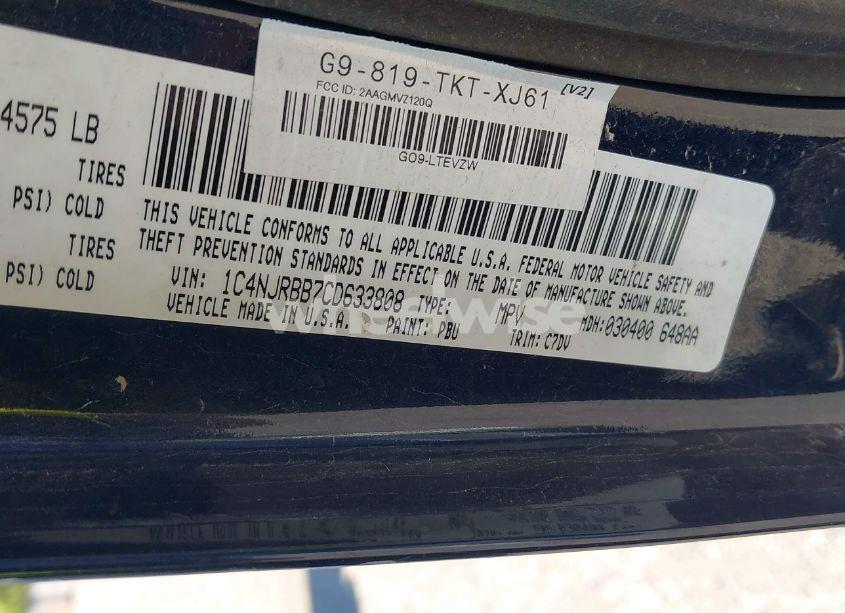 G9-819-TKT-XJ61 [V2]
FCC ID: 2AAGMVZ120Q
GO9-LTEVZW
4575 LB
TIRES
PSI) COLD
TIRES
PSI) COLD
THIS VEHICLE CONFORMS TO ALL APPLICABLE U.S.A. FEDERAL MOTOR VEHICLE SAFETY AND
THEFT PREVENTION STANDARDS IN EFFECT ON THE DATE OF MANUFACTURE SHOWN ABOVE.
VIN: 1C4NJRBB7CD633808 TYPE: MPV MDH: 030400 648AA
VEHICLE MADE IN U.S.A. PAINT: PBU TRIM: C7DV
wheelwise